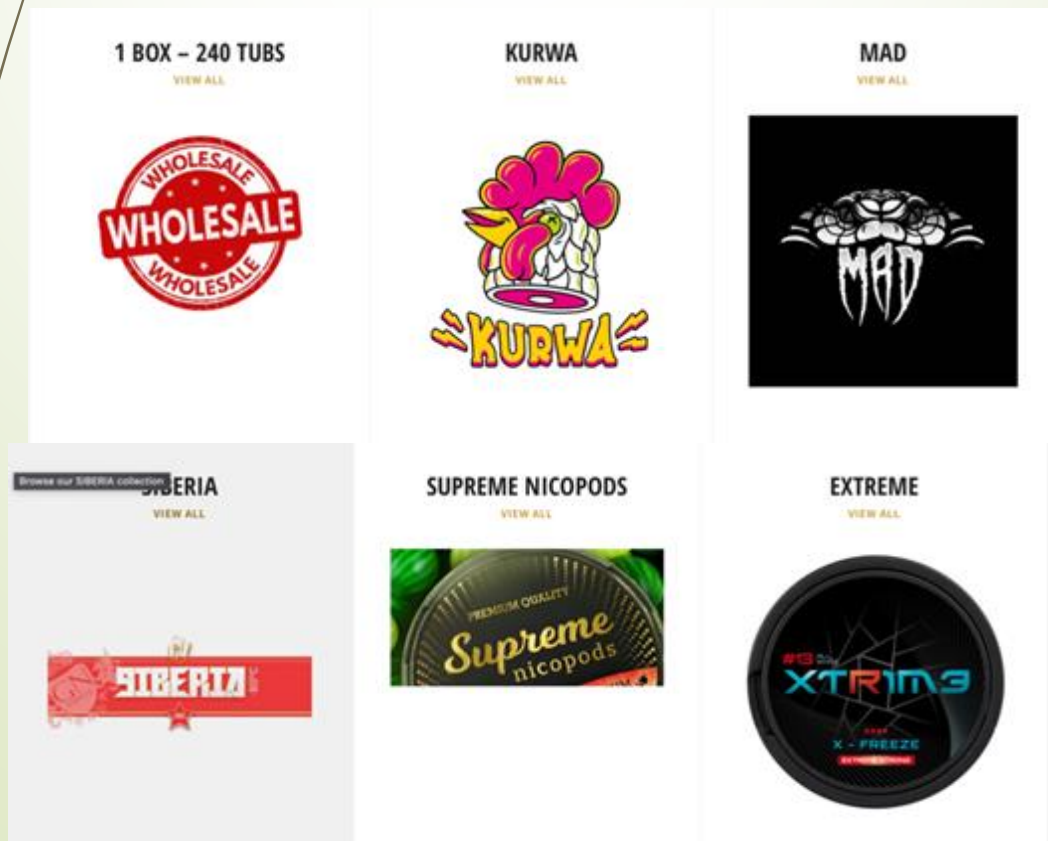 1 BOX – 240 TUBS
VIEW ALL
WHOLESALE
WHOLESALE
WHOLESALE
KURWA
VIEW ALL
KURWA
MAD
VIEW ALL
MAD
Browse our SIBERIA collection
SIBERIA
VIEW ALL
SIBERIA
SUPREME NICOPODS
VIEW ALL
PREMIUM QUALITY
Supreme
nicopods
EXTREME
VIEW ALL
#13
XTR1M3
X - FREEZE
EXTREME STRONG